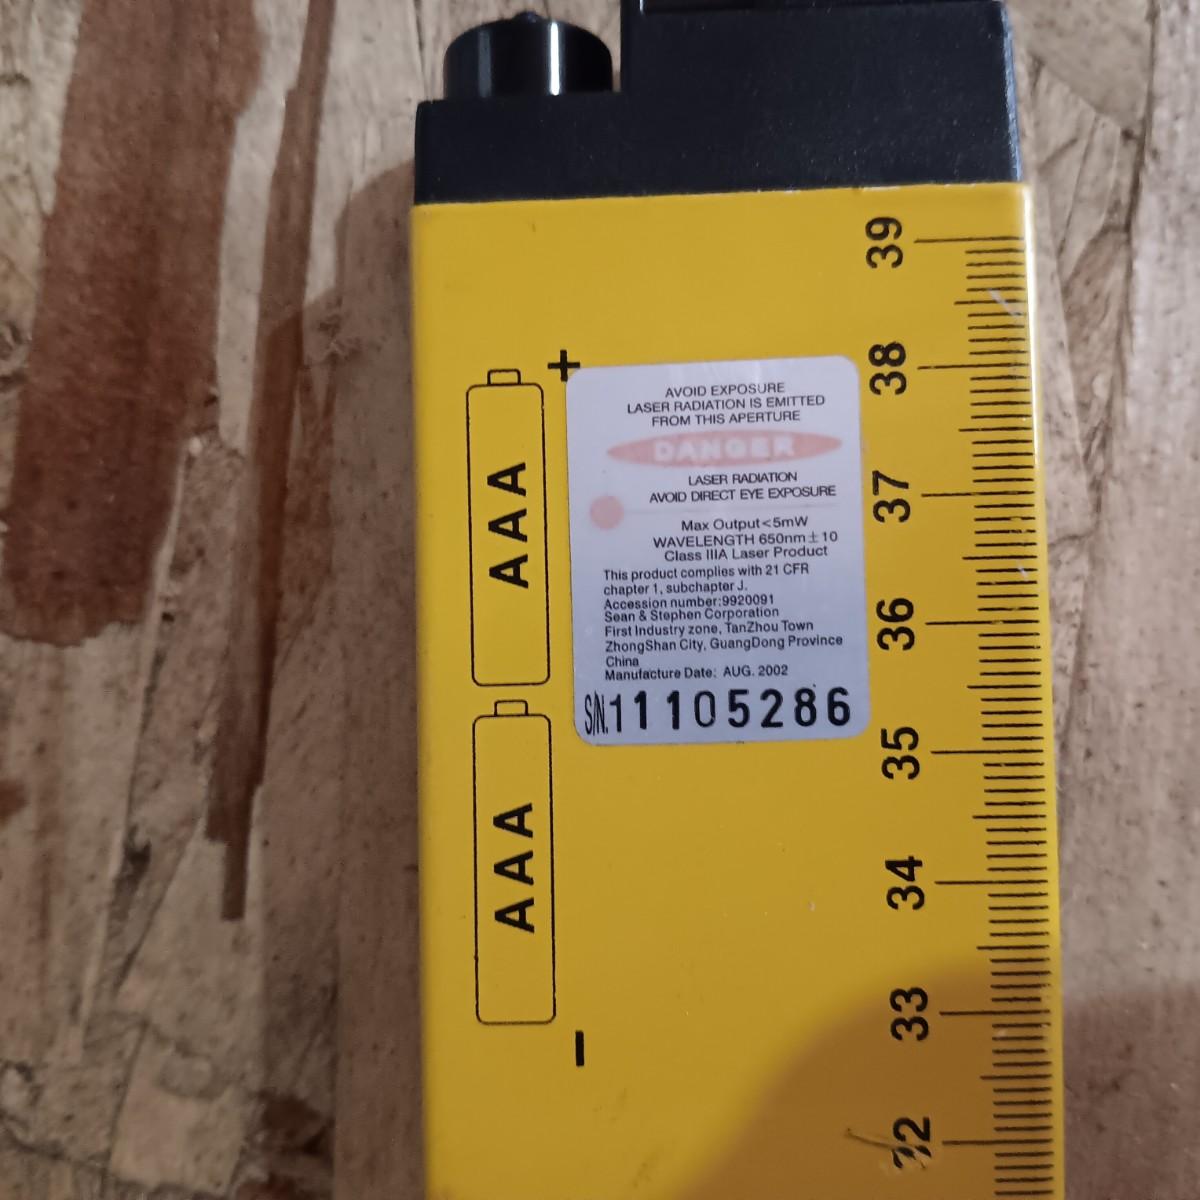 39
38
37
36
35
34
33
32
+
AAA
AAA
-
AVOID EXPOSURE
LASER RADIATION IS EMITTED
FROM THIS APERTURE
DANGER
LASER RADIATION
AVOID DIRECT EYE EXPOSURE
Max Output<5mW
WAVELENGTH 650nm±10
Class IIIA Laser Product
This product complies with 21 CFR
chapter 1, subchapter J.
Accession number:9920091
Sean & Stephen Corporation
First Industry zone, TanZhou Town
ZhongShan City, GuangDong Province
China
Manufacture Date: AUG. 2002
S/N.11105286